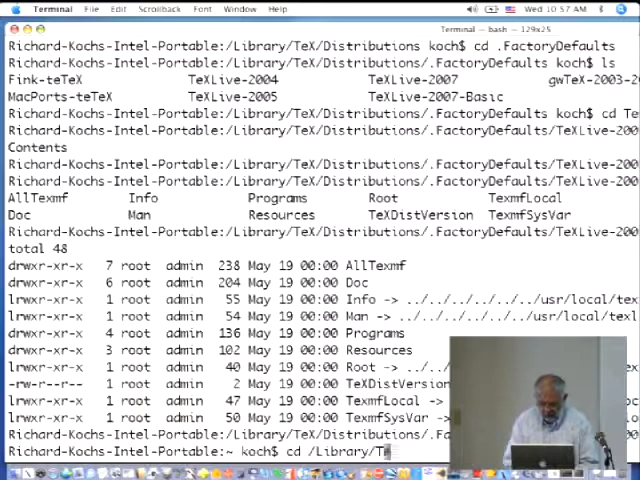 Terminal File Edit Scrollback Font Window Help Wed 10:57 AM
Terminal — bash — 129x25
Richard-Kochs-Intel-Portable:/Library/TeX/Distributions koch$ cd .FactoryDefaults
Richard-Kochs-Intel-Portable:/Library/TeX/Distributions/.FactoryDefaults koch$ ls
Fink-teTeX TeXLive-2004 TeXLive-2007 gwTeX-2003-2
MacPorts-teTeX TeXLive-2005 TeXLive-2007-Basic
Richard-Kochs-Intel-Portable:/Library/TeX/Distributions/.FactoryDefaults koch$ cd Te
Richard-Kochs-Intel-Portable:/Library/TeX/Distributions/.FactoryDefaults/TeXLive-200
Contents
Richard-Kochs-Intel-Portable:/Library/TeX/Distributions/.FactoryDefaults/TeXLive-200
Richard-Kochs-Intel-Portable:/Library/TeX/Distributions/.FactoryDefaults/TeXLive-200
AllTexmf Info Programs Root TexmfLocal
Doc Man Resources TeXDistVersion TexmfSysVar
Richard-Kochs-Intel-Portable:/Library/TeX/Distributions/.FactoryDefaults/TeXLive-200
total 48
drwxr-xr-x 7 root admin 238 May 19 00:00 AllTexmf
drwxr-xr-x 6 root admin 204 May 19 00:00 Doc
lrwxr-xr-x 1 root admin 55 May 19 00:00 Info -> ../../../../../../usr/local/tex
lrwxr-xr-x 1 root admin 54 May 19 00:00 Man -> ../../../../../../usr/local/texl
drwxr-xr-x 4 root admin 136 May 19 00:00 Programs
drwxr-xr-x 3 root admin 102 May 19 00:00 Resources
lrwxr-xr-x 1 root admin 40 May 19 00:00 Root -> ../../
-rw-r--r-- 1 root admin 2 May 19 00:00 TeXDistVersion
lrwxr-xr-x 1 root admin 47 May 19 00:00 TexmfLocal ->
lrwxr-xr-x 1 root admin 50 May 19 00:00 TexmfSysVar ->
Richard-Kochs-Intel-Portable:~ koch$ cd /Library/T